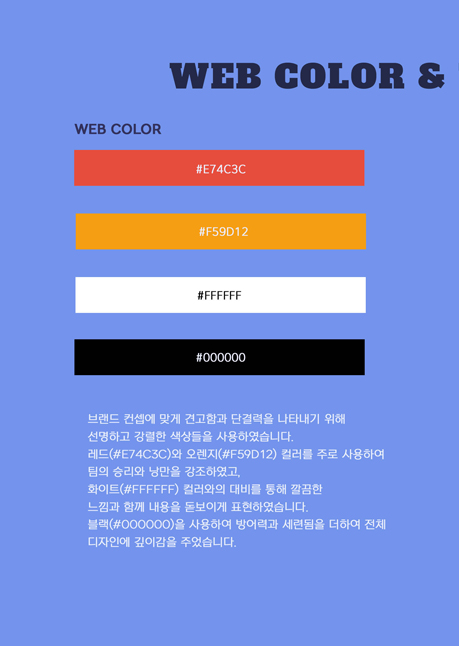 WEB COLOR &
WEB COLOR
#E74C3C
#F59D12
#FFFFFF
#000000
브랜드 컨셉에 맞게 견고함과 단결력을 나타내기 위해
선명하고 강렬한 색상들을 사용하였습니다.
레드(#E74C3C)와 오렌지(#F59D12) 컬러를 주로 사용하여
팀의 승리와 낭만을 강조하였고,
화이트(#FFFFFF) 컬러와의 대비를 통해 깔끔한
느낌과 함께 내용을 돋보이게 표현하였습니다.
블랙(#000000)을 사용하여 방어력과 세련됨을 더하여 전체
디자인에 깊이감을 주었습니다.